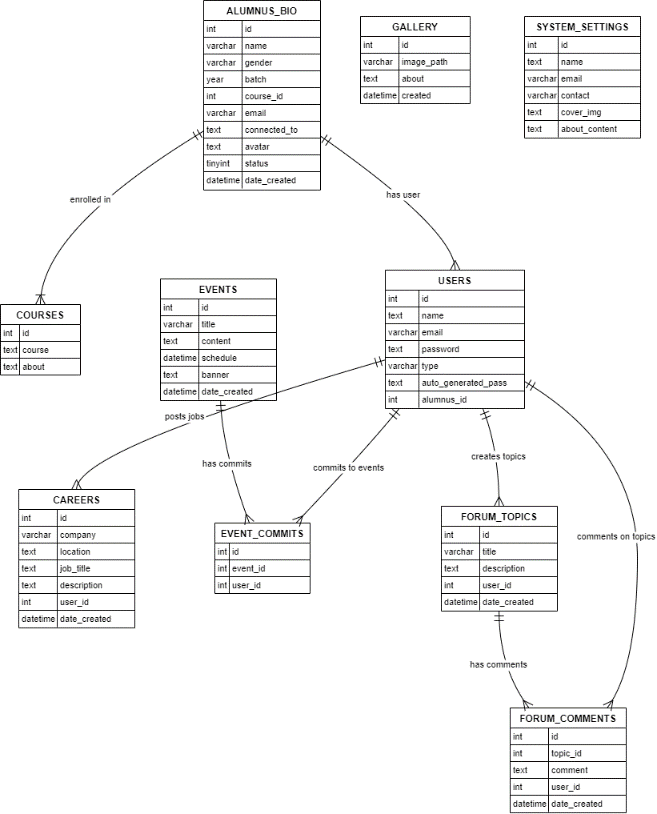 ALUMNUS_BIO
int id
varchar name
varchar gender
year batch
int course_id
varchar email
text connected_to
text avatar
tinyint status
datetime date_created
GALLERY
int id
varchar image_path
text about
datetime created
SYSTEM_SETTINGS
int id
text name
varchar email
varchar contact
text cover_img
text about_content
enrolled in
has user
COURSES
int id
text course
text about
EVENTS
int id
varchar title
text content
datetime schedule
text banner
datetime date_created
USERS
int id
text name
varchar email
text password
varchar type
text auto_generated_pass
int alumnus_id
posts jobs
has commits
commits to events
creates topics
comments on topics
CAREERS
int id
varchar company
text location
text job_title
text description
int user_id
datetime date_created
EVENT_COMMITS
int id
int event_id
int user_id
FORUM_TOPICS
int id
varchar title
text description
int user_id
datetime date_created
has comments
FORUM_COMMENTS
int id
int topic_id
text comment
int user_id
datetime date_created